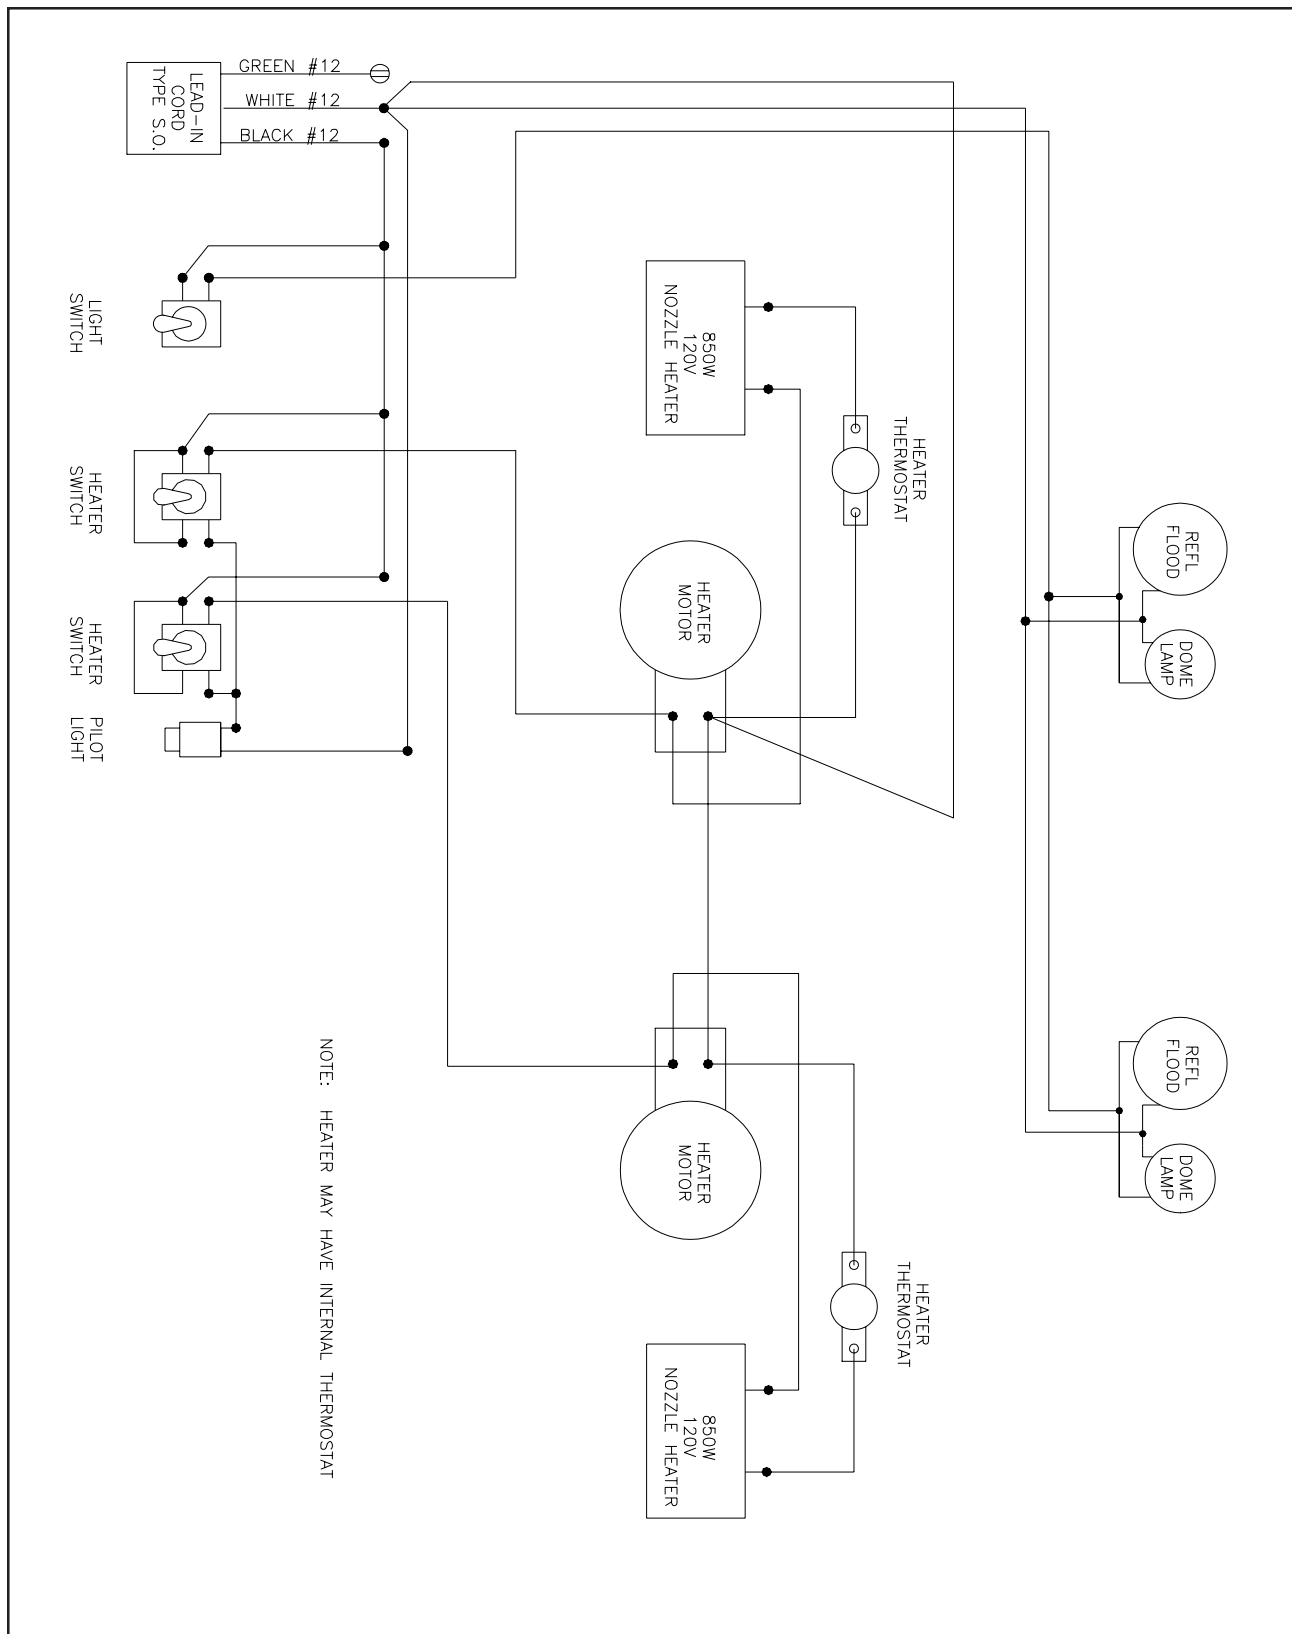 GREEN #12
WHITE #12
BLACK #12
LEAD-IN
CORD
TYPE S.O.
LIGHT
SWITCH
HEATER
SWITCH
HEATER
SWITCH
PILOT
LIGHT
850W
120V
NOZZLE HEATER
HEATER
THERMOSTAT
HEATER
MOTOR
REFL
FLOOD
DOME
LAMP
HEATER
MOTOR
HEATER
THERMOSTAT
850W
120V
NOZZLE HEATER
REFL
FLOOD
DOME
LAMP
NOTE: HEATER MAY HAVE INTERNAL THERMOSTAT